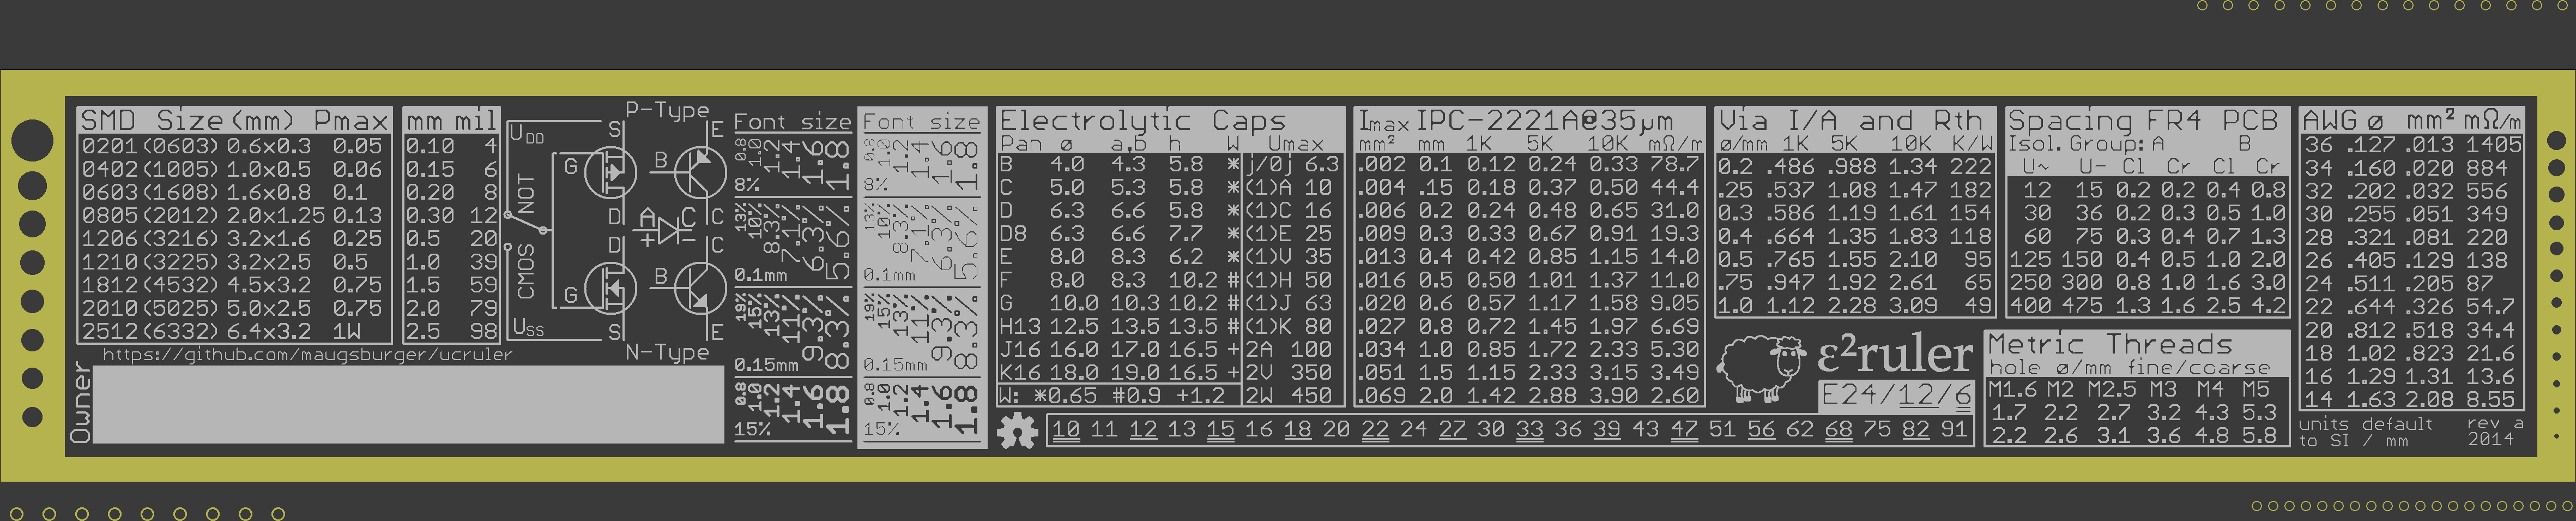 SMD Size(mm) Pmax
0201(0603) 0.6x0.3 0.05
0402(1005) 1.0x0.5 0.06
0603(1608) 1.6x0.8 0.1
0805(2012) 2.0x1.25 0.13
1206(3216) 3.2x1.6 0.25
1210(3225) 3.2x2.5 0.5
1812(4532) 4.5x3.2 0.75
2010(5025) 5.0x2.5 0.75
2512(6332) 6.4x3.2 1W
https://github.com/maugsburger/ucruler
Owner
mm mil
0.10 4
0.15 6
0.20 8
0.30 12
0.5 20
1.0 39
1.5 59
2.0 79
2.5 98
P-Type
UDD S E
G B
NOT
D A C C
+ -
D C
CMOS
G B
USS S E
N-Type
Font size
0.8 1.0 1.2 1.4 1.6 1.8
8%
13% 10% 8.3% 7.1% 6.3% 5.6%
0.1mm
19% 15% 13% 11% 9.3% 8.3%
0.15mm
0.8 1.0 1.2 1.4 1.6 1.8
15%
Font size
0.8 1.0 1.2 1.4 1.6 1.8
8%
13% 10% 8.3% 7.1% 6.3% 5.6%
0.1mm
19% 15% 13% 11% 9.3% 8.3%
0.15mm
0.8 1.0 1.2 1.4 1.6 1.8
15%
Electrolytic Caps
Pan ø a,b h W Umax
B 4.0 4.3 5.8 * j/0j 6.3
C 5.0 5.3 5.8 * (1)A 10
D 6.3 6.6 5.8 * (1)C 16
D8 6.3 6.6 7.7 * (1)E 25
E 8.0 8.3 6.2 * (1)V 35
F 8.0 8.3 10.2 # (1)H 50
G 10.0 10.3 10.2 # (1)J 63
H13 12.5 13.5 13.5 # (1)K 80
J16 16.0 17.0 16.5 + 2A 100
K16 18.0 19.0 16.5 + 2V 350
W: *0.65 #0.9 +1.2 2W 450
Imax IPC-2221A@35µm
mm² mm 1K 5K 10K mΩ/m
.002 0.1 0.12 0.24 0.33 78.7
.004 .15 0.18 0.37 0.50 44.4
.006 0.2 0.24 0.48 0.65 31.0
.009 0.3 0.33 0.67 0.91 19.3
.013 0.4 0.42 0.85 1.15 14.0
.016 0.5 0.50 1.01 1.37 11.0
.020 0.6 0.57 1.17 1.58 9.05
.027 0.8 0.72 1.45 1.97 6.69
.034 1.0 0.85 1.72 2.33 5.30
.051 1.5 1.15 2.33 3.15 3.49
.069 2.0 1.42 2.88 3.90 2.60
Via I/A and Rth
ø/mm 1K 5K 10K K/W
0.2 .486 .988 1.34 222
.25 .537 1.08 1.47 182
0.3 .586 1.19 1.61 154
0.4 .664 1.35 1.83 118
0.5 .765 1.55 2.10 95
.75 .947 1.92 2.61 65
1.0 1.12 2.28 3.09 49
ε²ruler
E24/12/6
10 11 12 13 15 16 18 20 22 24 27 30 33 36 39 43 47 51 56 62 68 75 82 91
Spacing FR4 PCB
Isol. Group: A B
U~ U- Cl Cr Cl Cr
12 15 0.2 0.2 0.4 0.8
30 36 0.2 0.3 0.5 1.0
60 75 0.3 0.4 0.7 1.3
125 150 0.4 0.5 1.0 2.0
250 300 0.8 1.0 1.6 3.0
400 475 1.3 1.6 2.5 4.2
Metric Threads
hole ø/mm fine/coarse
M1.6 M2 M2.5 M3 M4 M5
1.7 2.2 2.7 3.2 4.3 5.3
2.2 2.6 3.1 3.6 4.8 5.8
AWG ø mm² mΩ/m
36 .127 .013 1405
34 .160 .020 884
32 .202 .032 556
30 .255 .051 349
28 .321 .081 220
26 .405 .129 138
24 .511 .205 87
22 .644 .326 54.7
20 .812 .518 34.4
18 1.02 .823 21.6
16 1.29 1.31 13.6
14 1.63 2.08 8.55
units default rev a
to SI / mm 2014